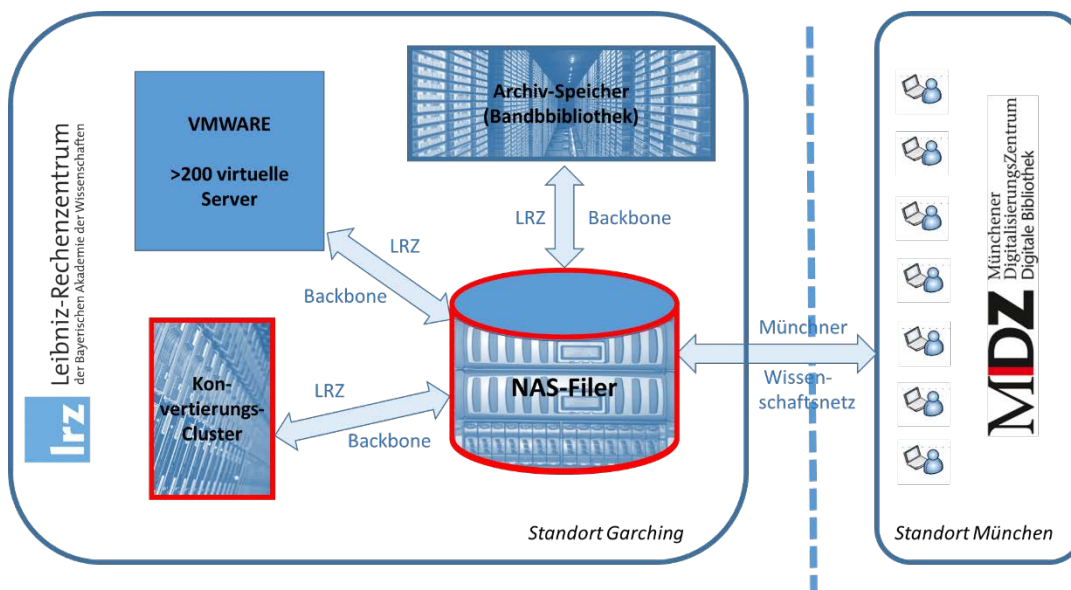 Leibniz-Rechenzentrum
der Bayerischen Akademie der Wissenschaften
lrz
VMWARE
>200 virtuelle
Server
Archiv-Speicher
(Bandbbibliothek)
LRZ
Backbone
LRZ
Backbone
Kon-
vertierungs-
Cluster
LRZ
Backbone
NAS-Filer
Münchner
Wissen-
schaftsnetz
Standort Garching
Münchener
DigitalisierungsZentrum
Digitale Bibliothek
MDZ
Standort München